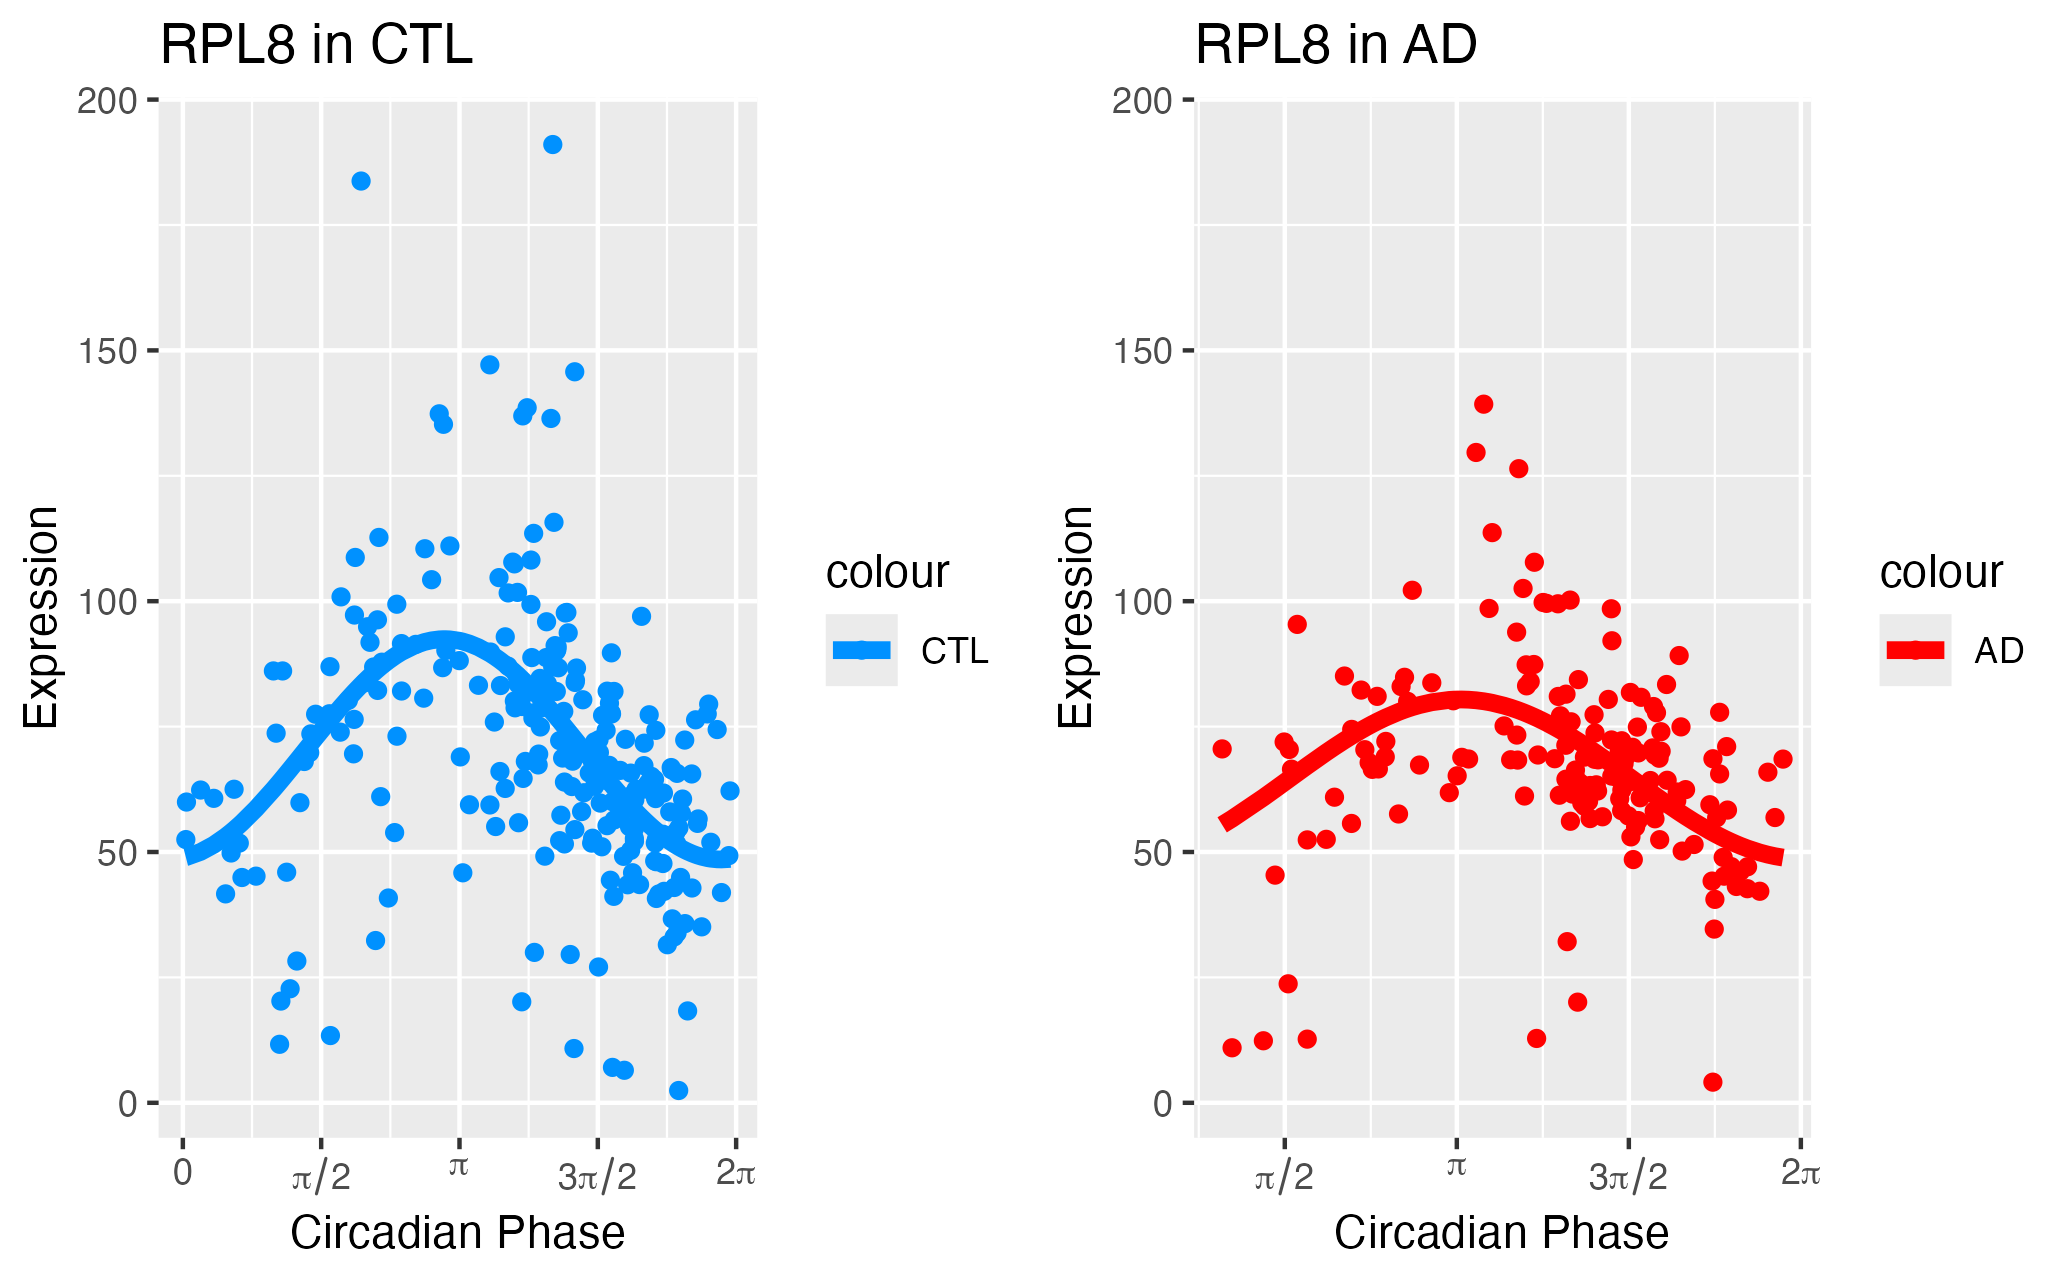 RPL8 in CTL
200
150
100
50
0
Expression
0 π/2 π 3π/2 2π
Circadian Phase
colour
CTL
RPL8 in AD
200
150
100
50
0
Expression
π/2 π 3π/2 2π
Circadian Phase
colour
AD